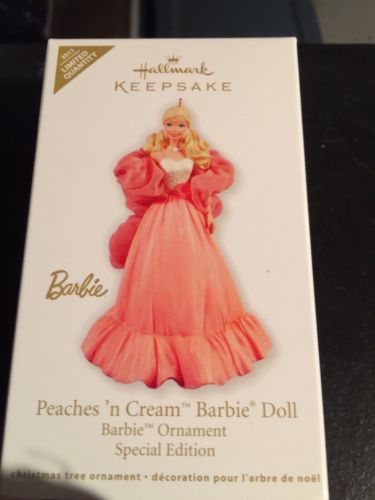 2011
LIMITED
QUANTITY
Hallmark
KEEPSAKE
Barbie
Peaches 'n Cream™ Barbie® Doll
Barbie™ Ornament
Special Edition
christmas tree ornament • décoration pour l'arbre de noël